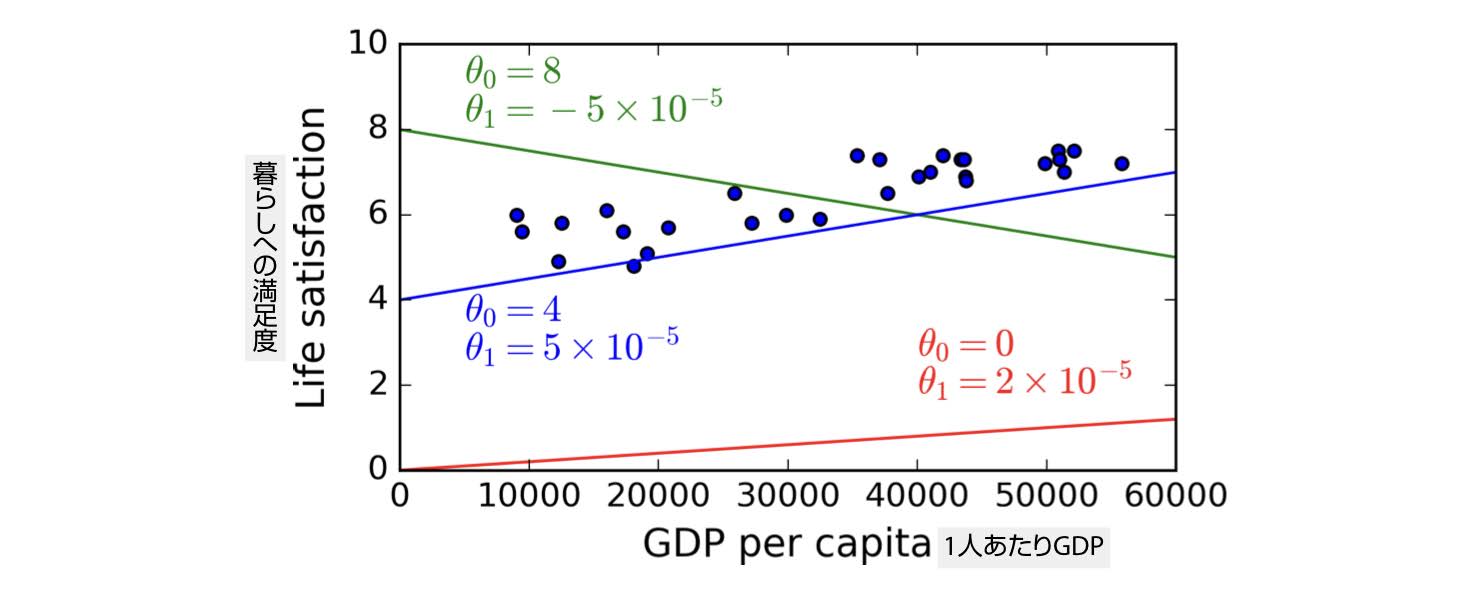 10
8
6
4
2
0
Life satisfaction
暮らしへの満足度
θ0 = 8
θ1 = − 5 × 10−5
θ0 = 4
θ1 = 5 × 10−5
θ0 = 0
θ1 = 2 × 10−5
0 10000 20000 30000 40000 50000 60000
GDP per capita 1人あたりGDP